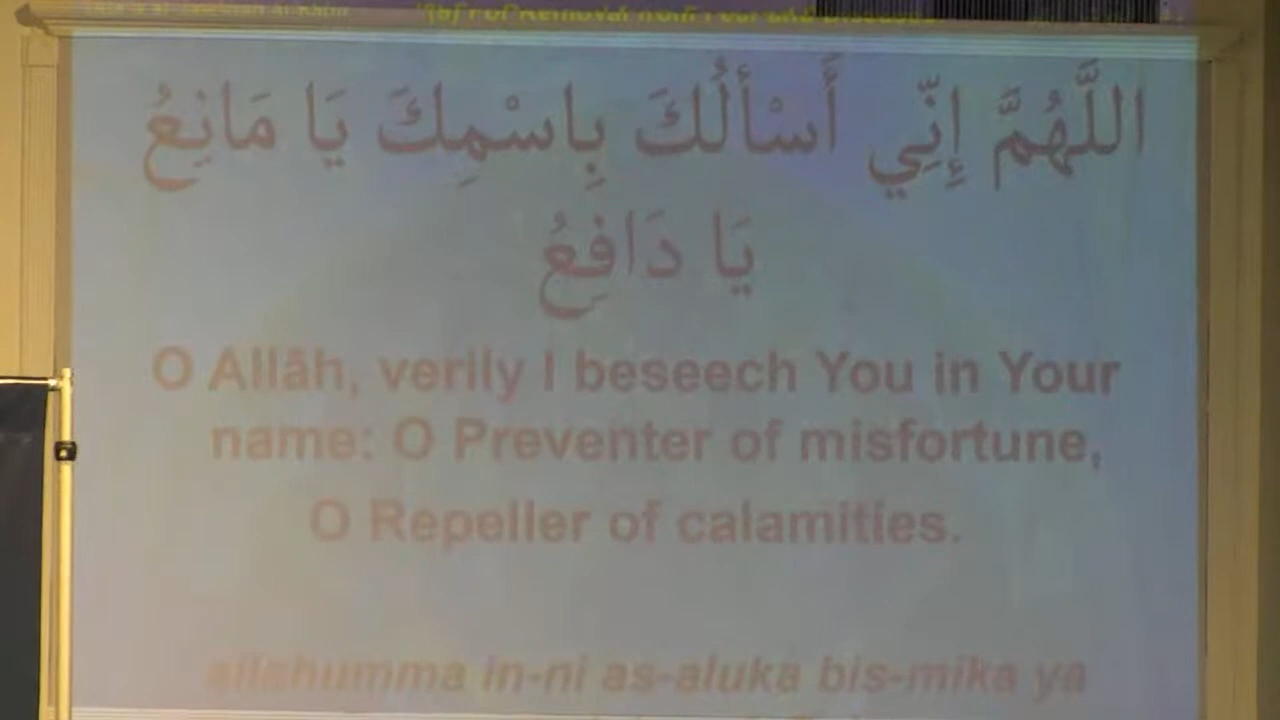 اللَّهُمَّ إِنِّي أَسْأَلُكَ بِاسْمِكَ يَا مَانِعُ
يَا دَافِعُ
O Allāh, verily I beseech You in Your
name: O Preventer of misfortune,
O Repeller of calamities.
allahumma in-ni as-aluka bis-mika ya